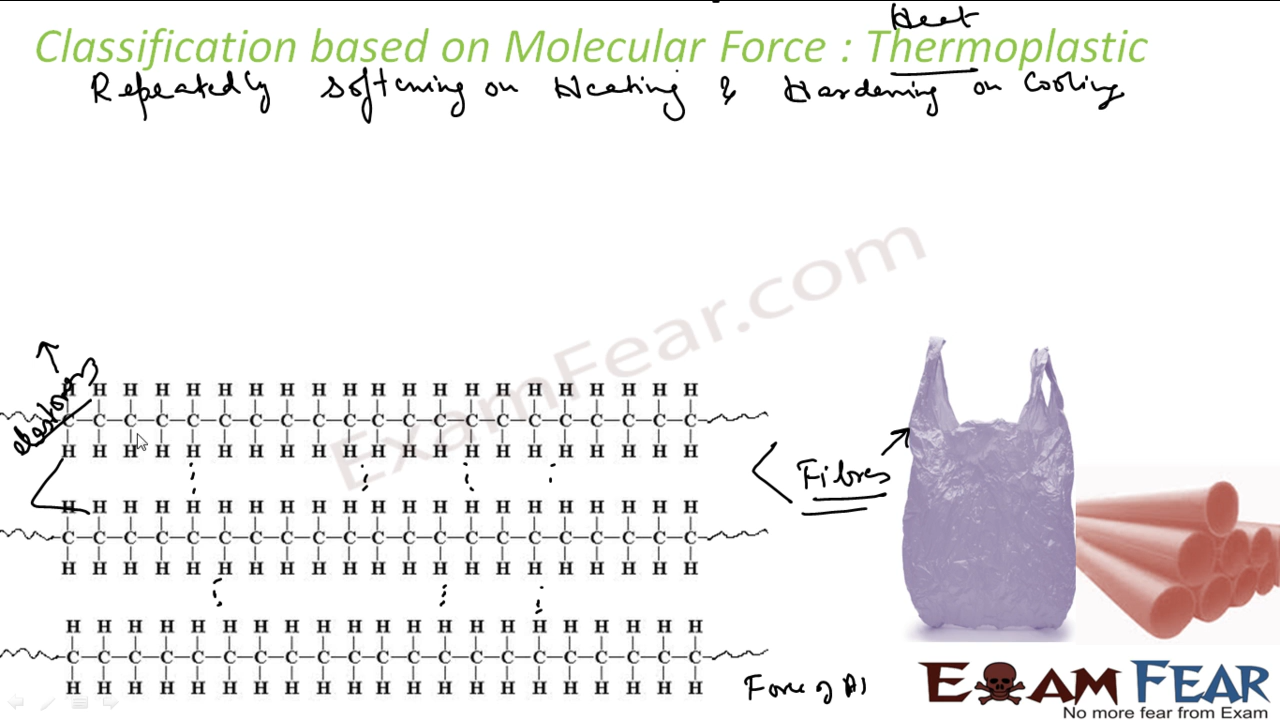 Heat
Classification based on Molecular Force : Thermoplastic
Repeatedly Softening on Heating & Hardening on Cooling
ExamFear.com
elastomers
H H H H H H H H H H H H H H H H H H H H H
C C C C C C C C C C C C C C C C C C C C C
H H H H H H H H H H H H H H H H H H H H H
Fibres
H H H H H H H H H H H H H H H H H H H H H
C C C C C C C C C C C C C C C C C C C C C
H H H H H H H H H H H H H H H H H H H H H
H H H H H H H H H H H H H H H H H H H H H
C C C C C C C C C C C C C C C C C C C C C
H H H H H H H H H H H H H H H H H H H H H
Force of
EXAM FEAR
No more fear from Exam